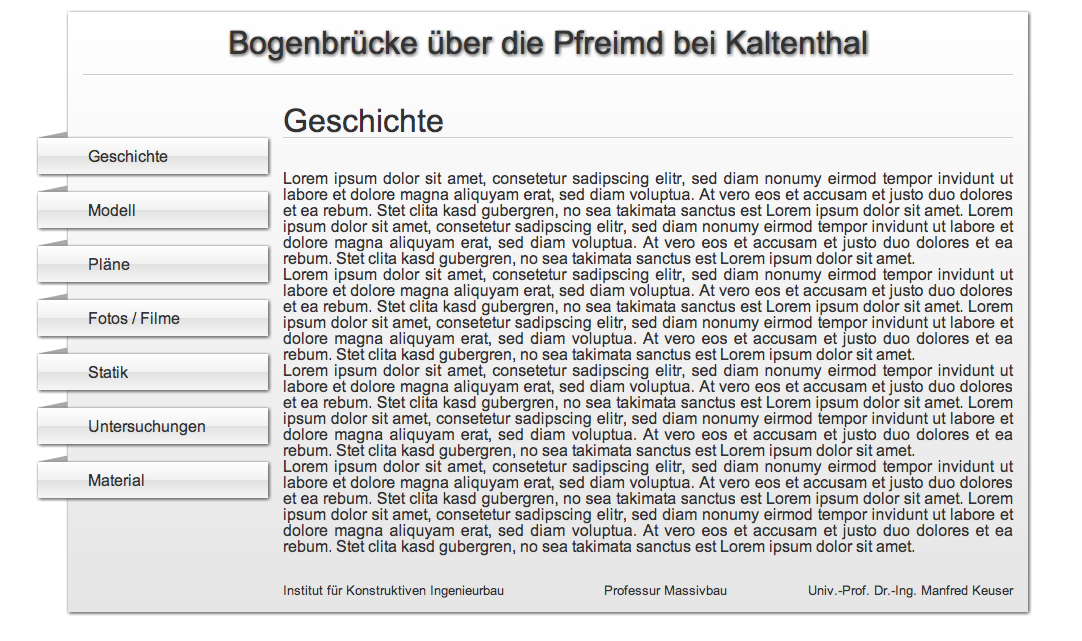 Bogenbrücke über die Pfreimd bei Kaltenthal
Geschichte
Geschichte
Modell
Pläne
Fotos / Filme
Statik
Untersuchungen
Material
Lorem ipsum dolor sit amet, consetetur sadipscing elitr, sed diam nonumy eirmod tempor invidunt ut
labore et dolore magna aliquyam erat, sed diam voluptua. At vero eos et accusam et justo duo dolores
et ea rebum. Stet clita kasd gubergren, no sea takimata sanctus est Lorem ipsum dolor sit amet. Lorem
ipsum dolor sit amet, consetetur sadipscing elitr, sed diam nonumy eirmod tempor invidunt ut labore et
dolore magna aliquyam erat, sed diam voluptua. At vero eos et accusam et justo duo dolores et ea
rebum. Stet clita kasd gubergren, no sea takimata sanctus est Lorem ipsum dolor sit amet.
Lorem ipsum dolor sit amet, consetetur sadipscing elitr, sed diam nonumy eirmod tempor invidunt ut
labore et dolore magna aliquyam erat, sed diam voluptua. At vero eos et accusam et justo duo dolores
et ea rebum. Stet clita kasd gubergren, no sea takimata sanctus est Lorem ipsum dolor sit amet. Lorem
ipsum dolor sit amet, consetetur sadipscing elitr, sed diam nonumy eirmod tempor invidunt ut labore et
dolore magna aliquyam erat, sed diam voluptua. At vero eos et accusam et justo duo dolores et ea
rebum. Stet clita kasd gubergren, no sea takimata sanctus est Lorem ipsum dolor sit amet.
Lorem ipsum dolor sit amet, consetetur sadipscing elitr, sed diam nonumy eirmod tempor invidunt ut
labore et dolore magna aliquyam erat, sed diam voluptua. At vero eos et accusam et justo duo dolores
et ea rebum. Stet clita kasd gubergren, no sea takimata sanctus est Lorem ipsum dolor sit amet. Lorem
ipsum dolor sit amet, consetetur sadipscing elitr, sed diam nonumy eirmod tempor invidunt ut labore et
dolore magna aliquyam erat, sed diam voluptua. At vero eos et accusam et justo duo dolores et ea
rebum. Stet clita kasd gubergren, no sea takimata sanctus est Lorem ipsum dolor sit amet.
Lorem ipsum dolor sit amet, consetetur sadipscing elitr, sed diam nonumy eirmod tempor invidunt ut
labore et dolore magna aliquyam erat, sed diam voluptua. At vero eos et accusam et justo duo dolores
et ea rebum. Stet clita kasd gubergren, no sea takimata sanctus est Lorem ipsum dolor sit amet. Lorem
ipsum dolor sit amet, consetetur sadipscing elitr, sed diam nonumy eirmod tempor invidunt ut labore et
dolore magna aliquyam erat, sed diam voluptua. At vero eos et accusam et justo duo dolores et ea
rebum. Stet clita kasd gubergren, no sea takimata sanctus est Lorem ipsum dolor sit amet.
Institut für Konstruktiven Ingenieurbau Professur Massivbau Univ.-Prof. Dr.-Ing. Manfred Keuser